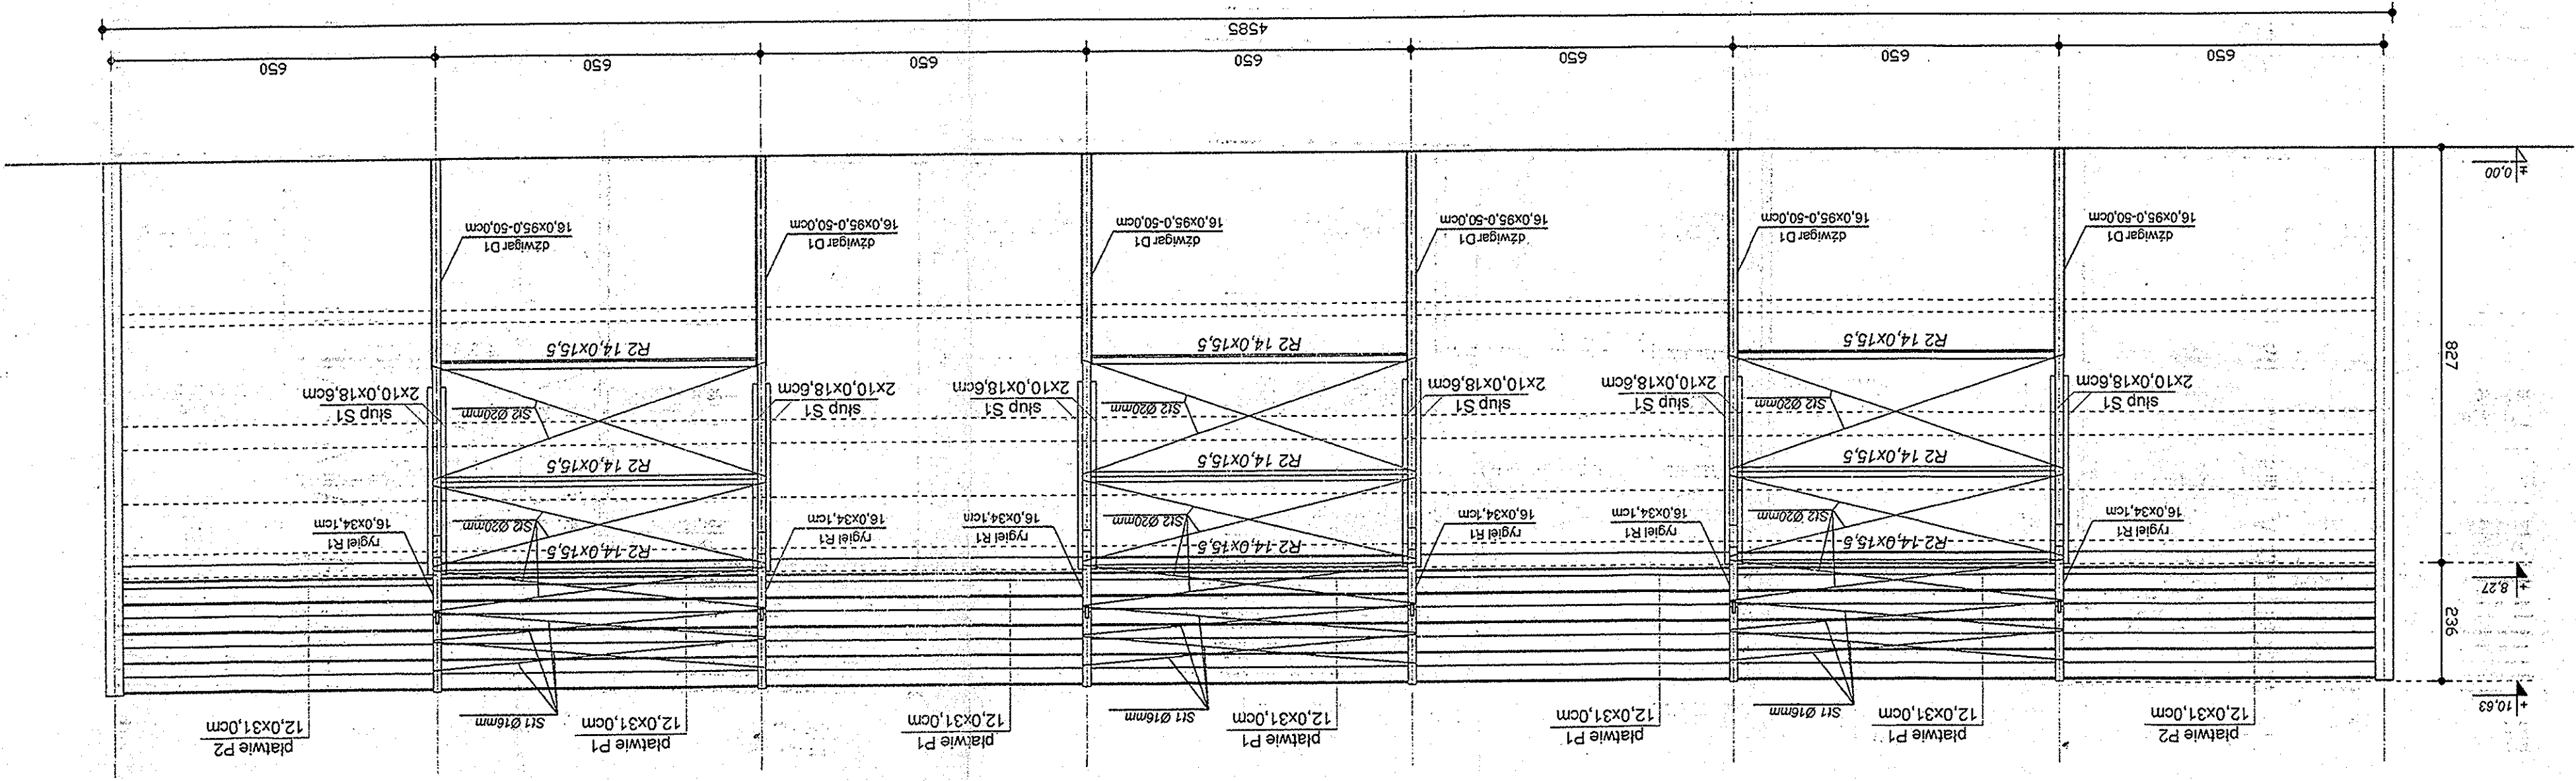 płatwie P2
12,0x31,0cm
płatwie P1
12,0x31,0cm
St1 Ø16mm
płatwie P1
12,0x31,0cm
płatwie P1
12,0x31,0cm
St1 Ø16mm
płatwie P1
12,0x31,0cm
płatwie P1
12,0x31,0cm
St1 Ø16mm
płatwie P2
12,0x31,0cm
+ 10,63
236
+ 8,27
827
rygiel R1
16,0x34,1cm
R2 14,0x15,5
St2 Ø20mm
rygiel R1
16,0x34,1cm
rygiel R1
16,0x34,1cm
R2 14,0x15,5
St2 Ø20mm
rygiel R1
16,0x34,1cm
rygiel R1
16,0x34,1cm
R2 14,0x15,5
St2 Ø20mm
rygiel R1
16,0x34,1cm
R2 14,0x15,5
R2 14,0x15,5
R2 14,0x15,5
słup S1
2x10,0x18,6cm
St2 Ø20mm
słup S1
2x10,0x18,6cm
słup S1
2x10,0x18,6cm
St2 Ø20mm
słup S1
2x10,0x18,6cm
słup S1
2x10,0x18,6cm
St2 Ø20mm
słup S1
2x10,0x18,6cm
R2 14,0x15,5
R2 14,0x15,5
R2 14,0x15,5
dźwigar D1
16,0x95,0-50,0cm
dźwigar D1
16,0x95,0-50,0cm
dźwigar D1
16,0x95,0-50,0cm
dźwigar D1
16,0x95,0-50,0cm
dźwigar D1
16,0x95,0-50,0cm
dźwigar D1
16,0x95,0-50,0cm
± 0,00
650
650
650
650
650
650
650
4585